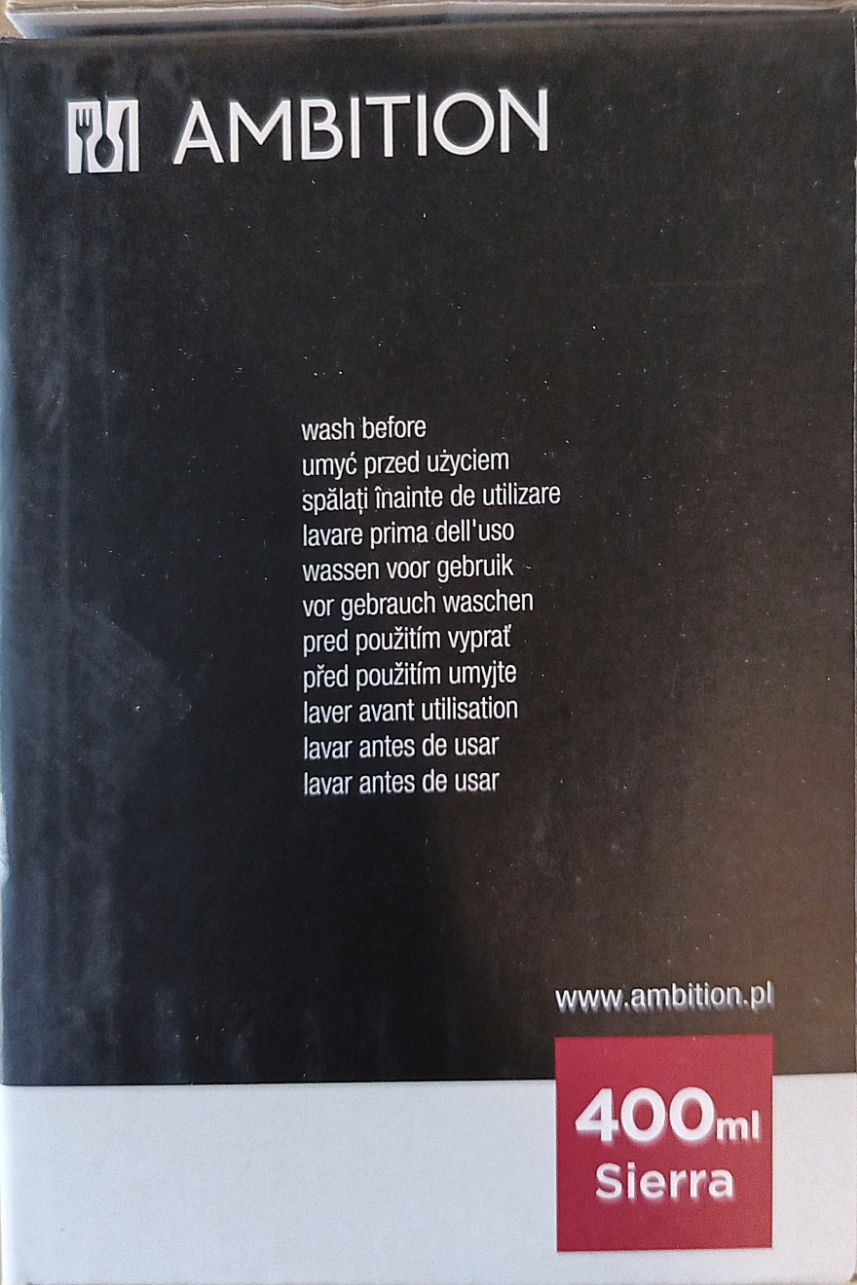 AMBITION
wash before
umyć przed użyciem
spălați înainte de utilizare
lavare prima dell'uso
wassen voor gebruik
vor gebrauch waschen
pred použitím vyprať
před použitím umyjte
laver avant utilisation
lavar antes de usar
lavar antes de usar
www.ambition.pl
400ml
Sierra